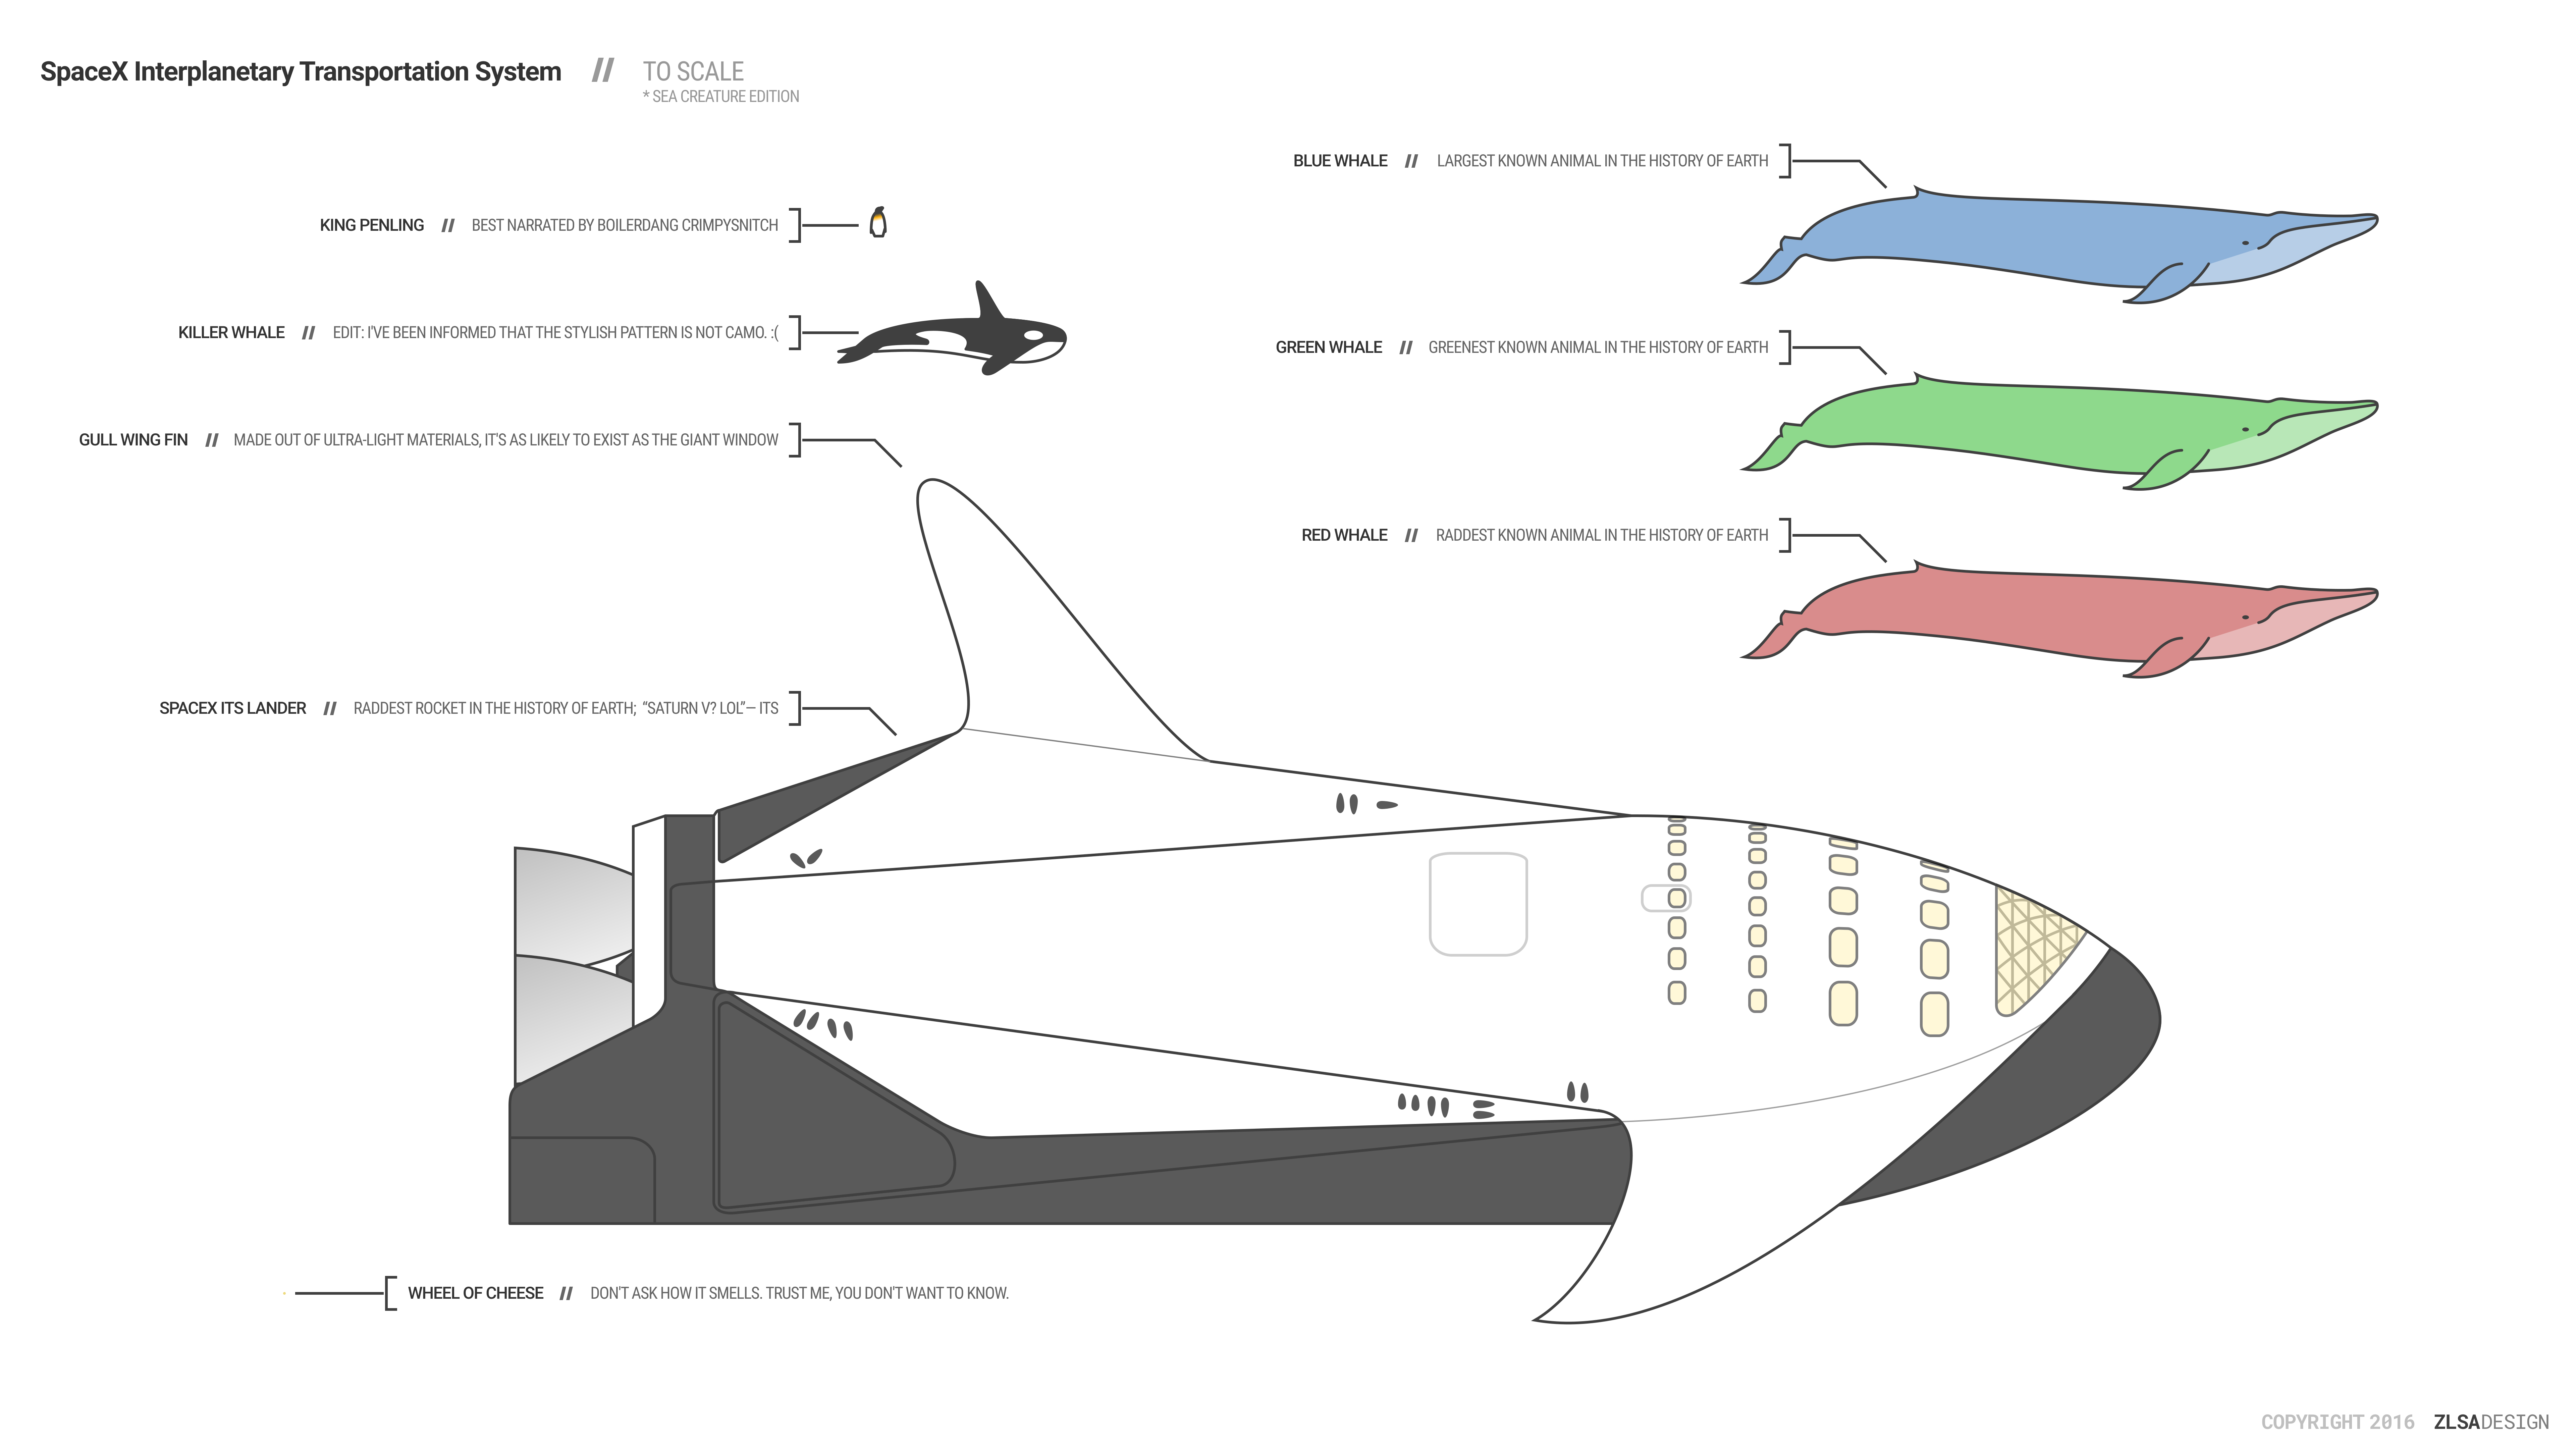 SpaceX Interplanetary Transportation System // TO SCALE
* SEA CREATURE EDITION
BLUE WHALE // LARGEST KNOWN ANIMAL IN THE HISTORY OF EARTH
KING PENLING // BEST NARRATED BY BOILERDANG CRIMPYSNITCH
KILLER WHALE // EDIT: I'VE BEEN INFORMED THAT THE STYLISH PATTERN IS NOT CAMO. :(
GREEN WHALE // GREENEST KNOWN ANIMAL IN THE HISTORY OF EARTH
GULL WING FIN // MADE OUT OF ULTRA-LIGHT MATERIALS, IT'S AS LIKELY TO EXIST AS THE GIANT WINDOW
RED WHALE // RADDEST KNOWN ANIMAL IN THE HISTORY OF EARTH
SPACEX ITS LANDER // RADDEST ROCKET IN THE HISTORY OF EARTH; “SATURN V? LOL”— ITS
WHEEL OF CHEESE // DON'T ASK HOW IT SMELLS. TRUST ME, YOU DON'T WANT TO KNOW.
COPYRIGHT 2016 ZLSADESIGN